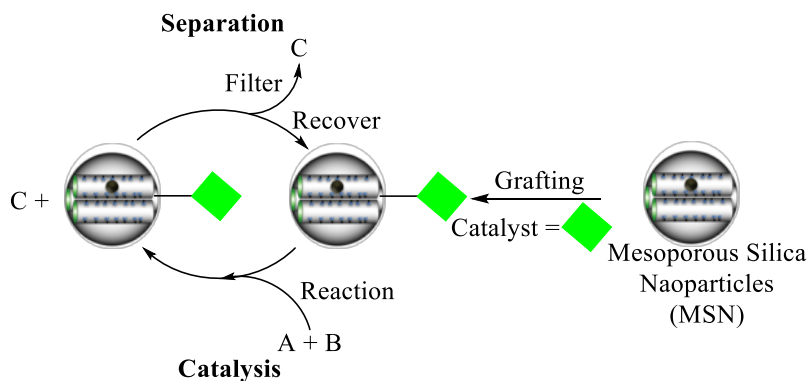 Separation
C
Filter
Recover
C +
Grafting
Catalyst =
Mesoporous Silica
Naoparticles
(MSN)
Reaction
A + B
Catalysis